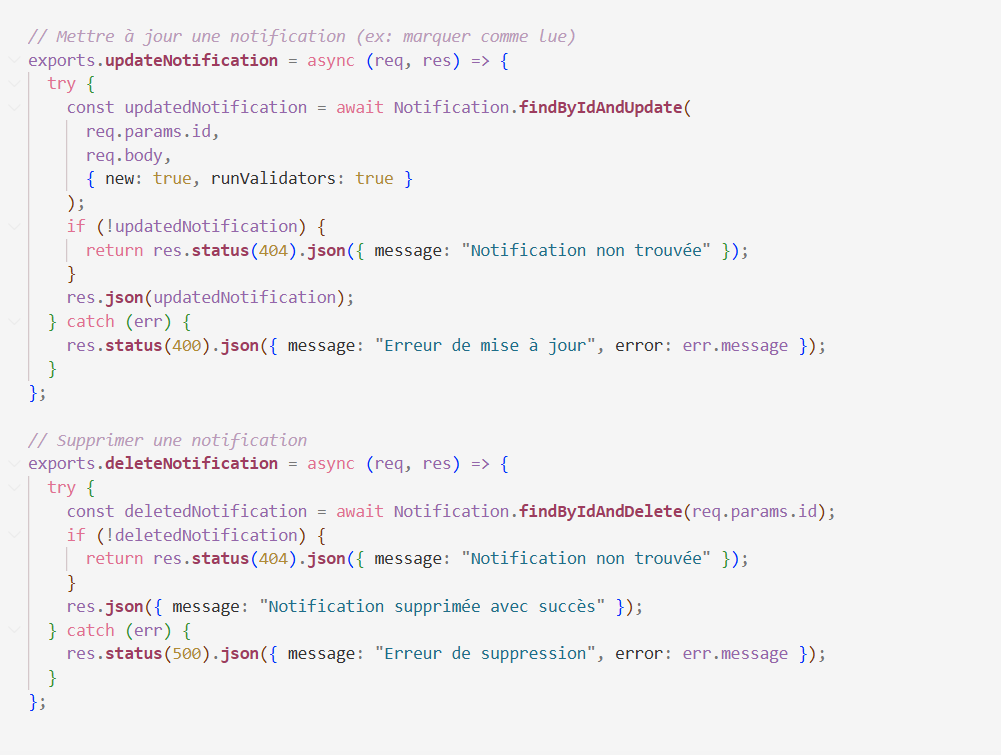 // Mettre à jour une notification (ex: marquer comme lue)
exports.updateNotification = async (req, res) => {
  try {
    const updatedNotification = await Notification.findByIdAndUpdate(
      req.params.id,
      req.body,
      { new: true, runValidators: true }
    );
    if (!updatedNotification) {
      return res.status(404).json({ message: "Notification non trouvée" });
    }
    res.json(updatedNotification);
  } catch (err) {
    res.status(400).json({ message: "Erreur de mise à jour", error: err.message });
  }
};

// Supprimer une notification
exports.deleteNotification = async (req, res) => {
  try {
    const deletedNotification = await Notification.findByIdAndDelete(req.params.id);
    if (!deletedNotification) {
      return res.status(404).json({ message: "Notification non trouvée" });
    }
    res.json({ message: "Notification supprimée avec succès" });
  } catch (err) {
    res.status(500).json({ message: "Erreur de suppression", error: err.message });
  }
};